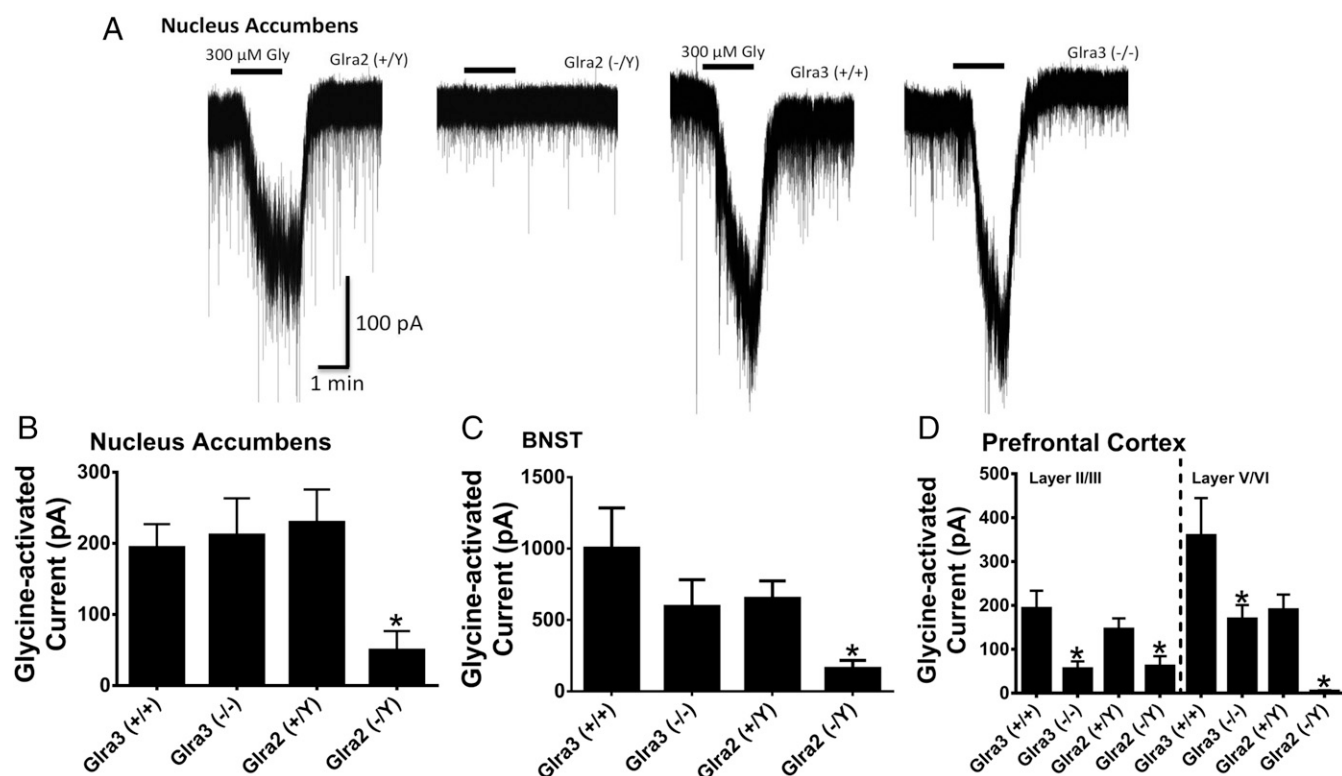 A
Nucleus Accumbens
300 µM Gly
Glra2 (+/Y)
Glra2 (-/Y)
300 µM Gly
Glra3 (+/+)
Glra3 (-/-)
100 pA
1 min
B
Nucleus Accumbens
Glycine-activated
Current (pA)
300
200
100
0
*
Glra3 (+/+)
Glra3 (-/-)
Glra2 (+/Y)
Glra2 (-/Y)
C
BNST
Glycine-activated
Current (pA)
1500
1000
500
0
*
Glra3 (+/+)
Glra3 (-/-)
Glra2 (+/Y)
Glra2 (-/Y)
D
Prefrontal Cortex
Layer II/III
Layer V/VI
Glycine-activated
Current (pA)
500
400
300
200
100
0
*
*
*
*
Glra3 (+/+)
Glra3 (-/-)
Glra2 (+/Y)
Glra2 (-/Y)
Glra3 (+/+)
Glra3 (-/-)
Glra2 (+/Y)
Glra2 (-/Y)